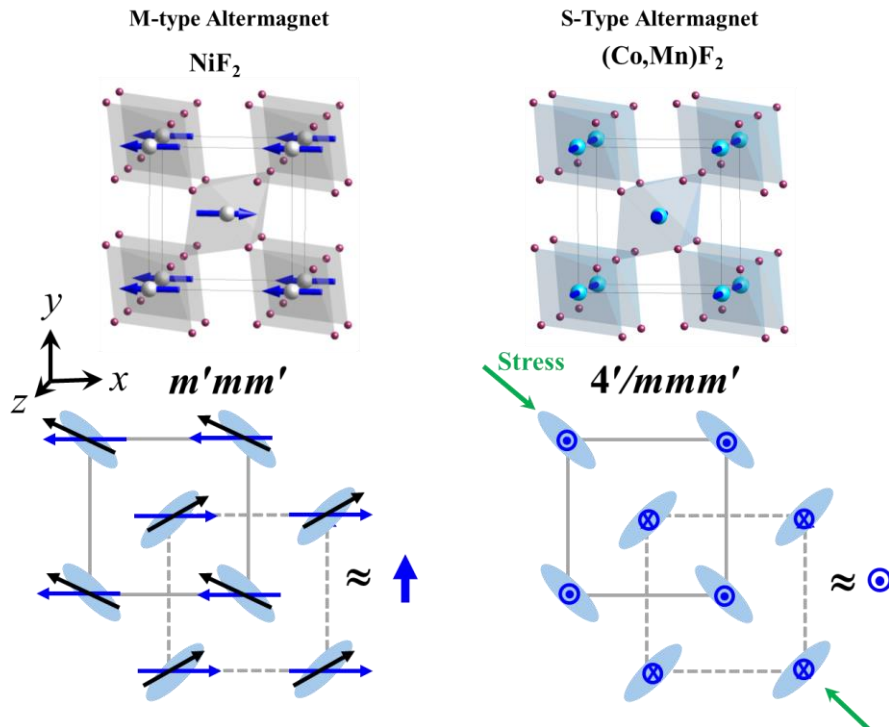 M-type Altermagnet
S-Type Altermagnet
NiF₂
(Co,Mn)F₂
y
x
z
m'mm'
Stress
4'/mmm'
≈
≈